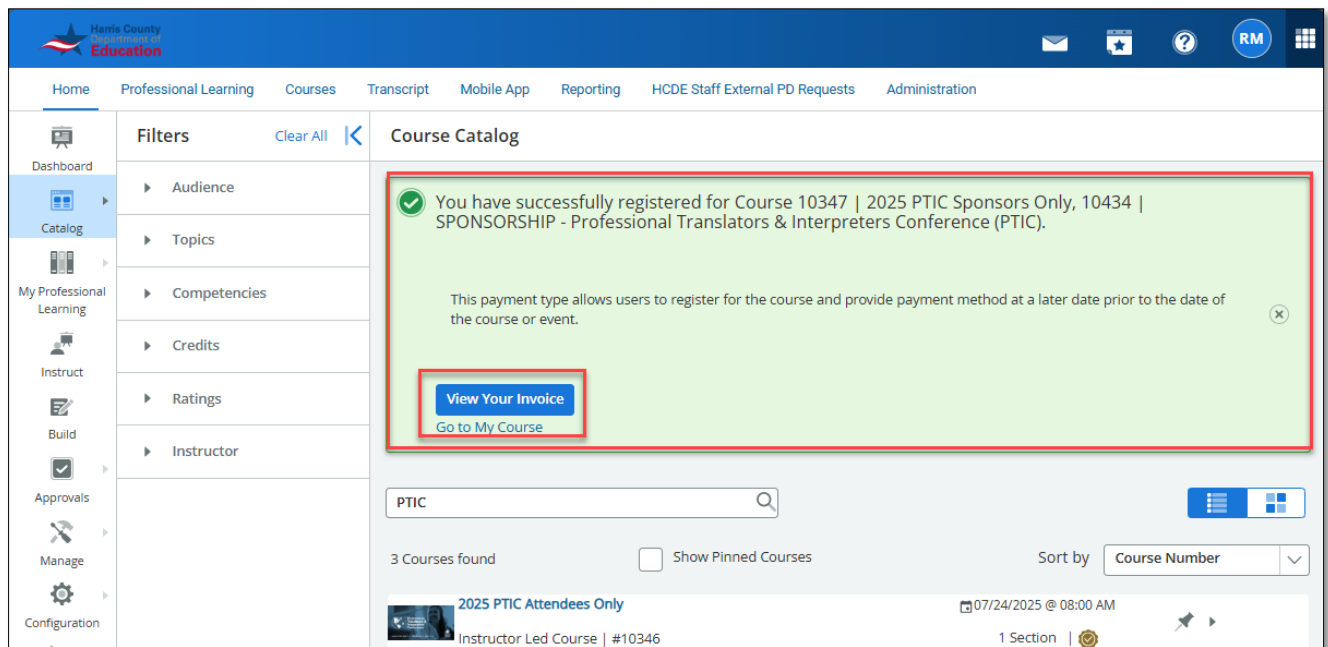 Harris County
Department of
Education
RM
Home Professional Learning Courses Transcript Mobile App Reporting HCDE Staff External PD Requests Administration
Dashboard
Catalog
My Professional
Learning
Instruct
Build
Approvals
Manage
Configuration
Filters Clear All
Audience
Topics
Competencies
Credits
Ratings
Instructor
Course Catalog
You have successfully registered for Course 10347 | 2025 PTIC Sponsors Only, 10434 |
SPONSORSHIP - Professional Translators & Interpreters Conference (PTIC).
This payment type allows users to register for the course and provide payment method at a later date prior to the date of
the course or event.
View Your Invoice
Go to My Course
PTIC
3 Courses found Show Pinned Courses Sort by Course Number
2025 PTIC Attendees Only 07/24/2025 @ 08:00 AM
Instructor Led Course | #10346 1 Section |